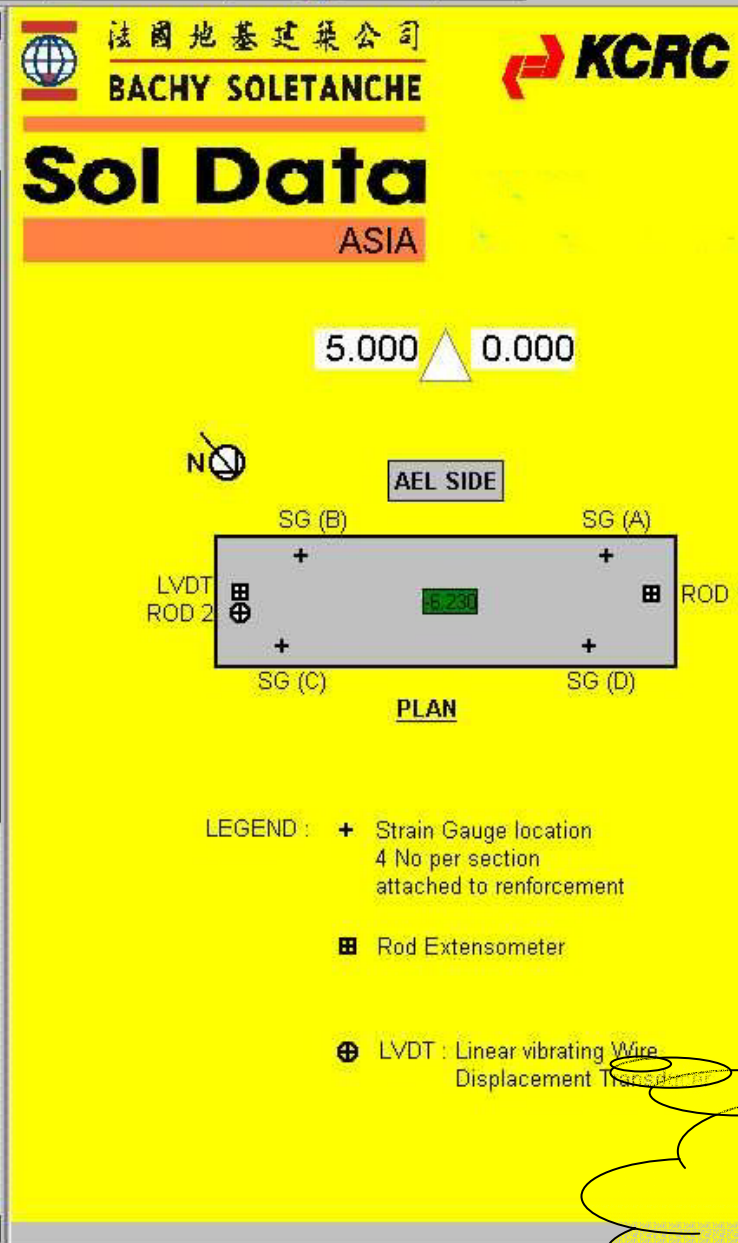 法國地基建築公司
BACHY SOLETANCHE
KCRC
Sol Data
ASIA
5.000 0.000
N
AEL SIDE
SG (B) SG (A)
LVDT
ROD 2
-6.230
ROD
SG (C) SG (D)
PLAN
LEGEND : + Strain Gauge location
4 No per section
attached to renforcement
Rod Extensometer
LVDT : Linear vibrating Wire
Displacement Transducer